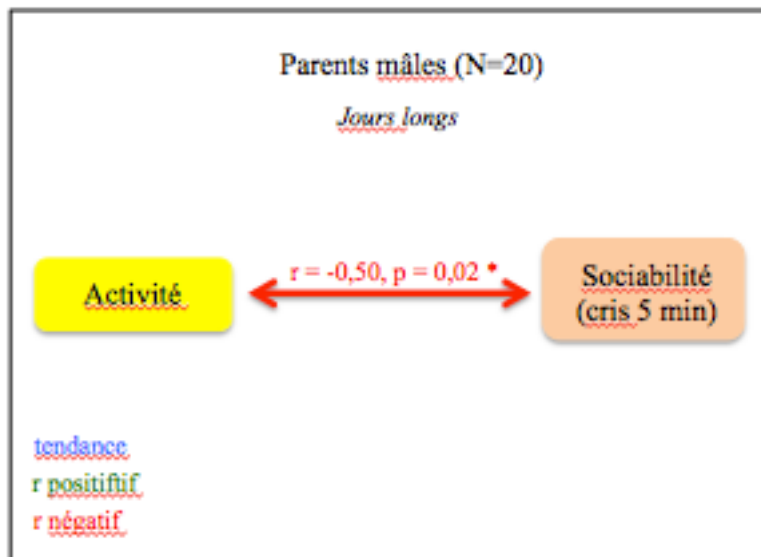 Parents mâles (N=20)
Jours longs
r = -0,50, p = 0,02 *
Activité
Sociabilité
(cris 5 min)
tendance
r positiftif
r négatif